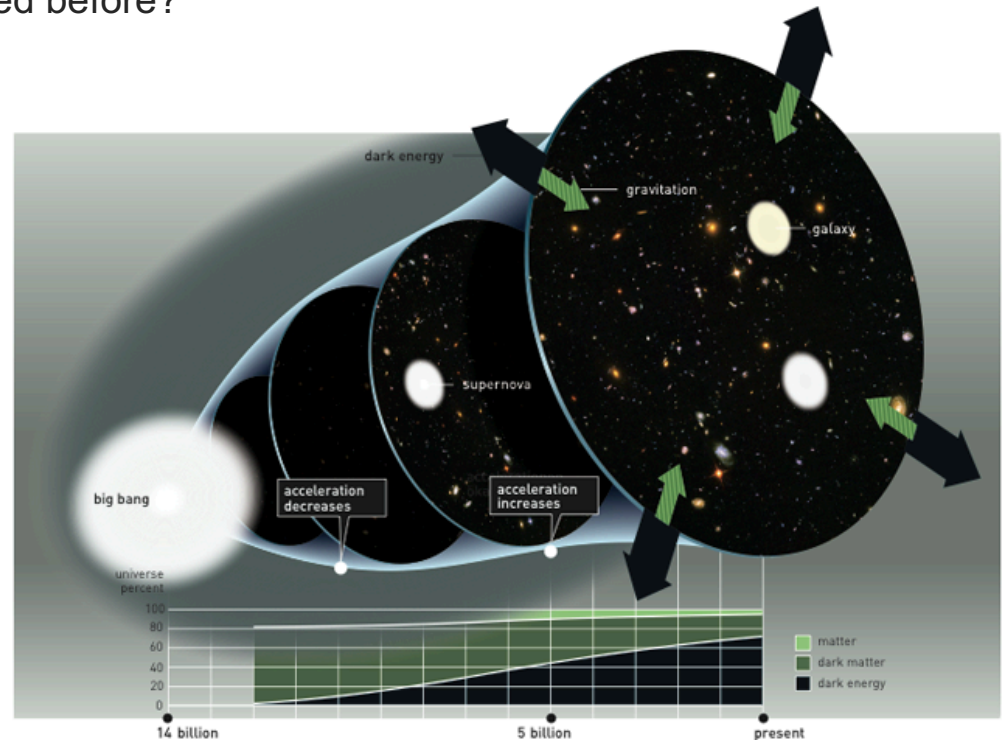 ed before?
dark energy
gravitation
galaxy
supernova
big bang
acceleration
decreases
acceleration
increases
universe
percent
100
80
60
40
20
0
matter
dark matter
dark energy
14 billion
5 billion
present